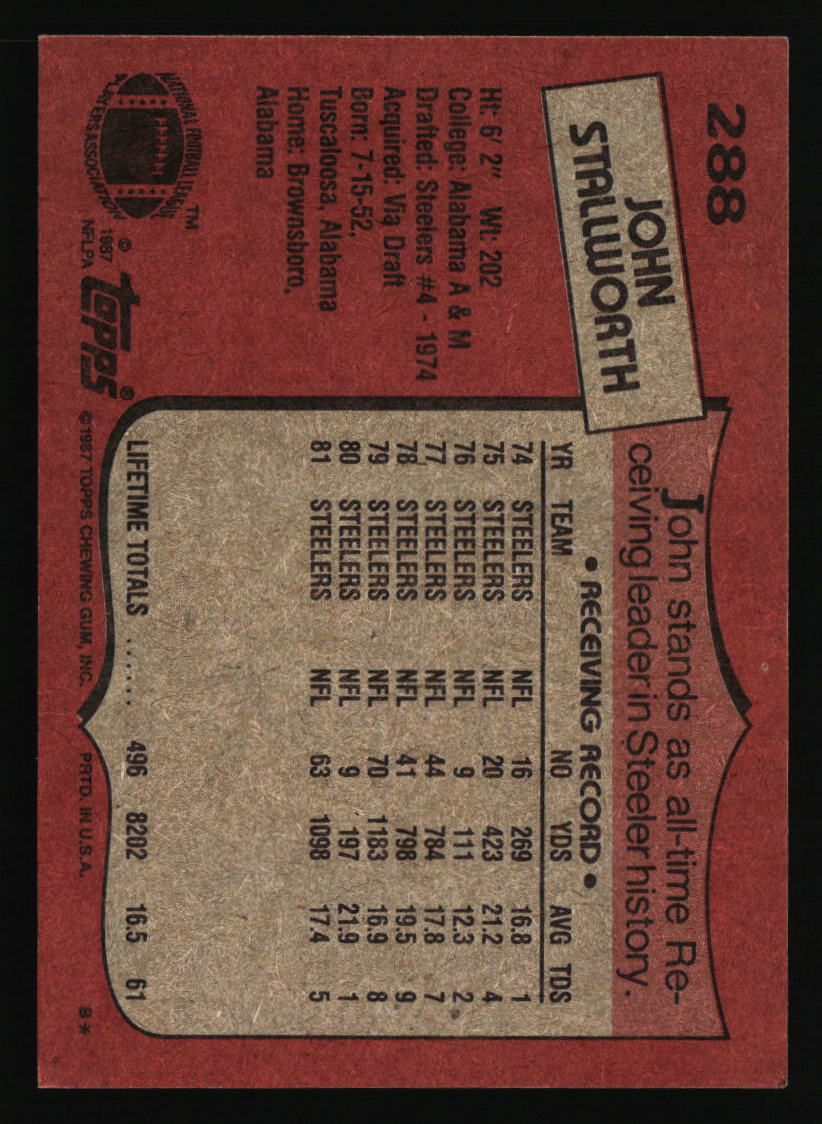 288
JOHN
STALLWORTH
Ht: 6' 2" Wt: 202
College: Alabama A & M
Drafted: Steelers #4 - 1974
Acquired: Via Draft
Born: 7-15-52,
Tuscaloosa, Alabama
Home: Brownsboro,
Alabama
NATIONAL FOOTBALL LEAGUE
PLAYERS ASSOCIATION
TM
© 1987
NFLPA
topps®
John stands as all-time Re-
ceiving leader in Steeler history.
• RECEIVING RECORD •
YR TEAM NO YDS AVG TDS
74 STEELERS NFL 16 269 16.8 1
75 STEELERS NFL 20 423 21.2 4
76 STEELERS NFL 9 111 12.3 2
77 STEELERS NFL 44 784 17.8 7
78 STEELERS NFL 41 798 19.5 9
79 STEELERS NFL 70 1183 16.9 8
80 STEELERS NFL 9 197 21.9 1
81 STEELERS NFL 63 1098 17.4 5
LIFETIME TOTALS ...... 496 8202 16.5 61
©1987 TOPPS CHEWING GUM, INC. PRTD. IN U.S.A. B*